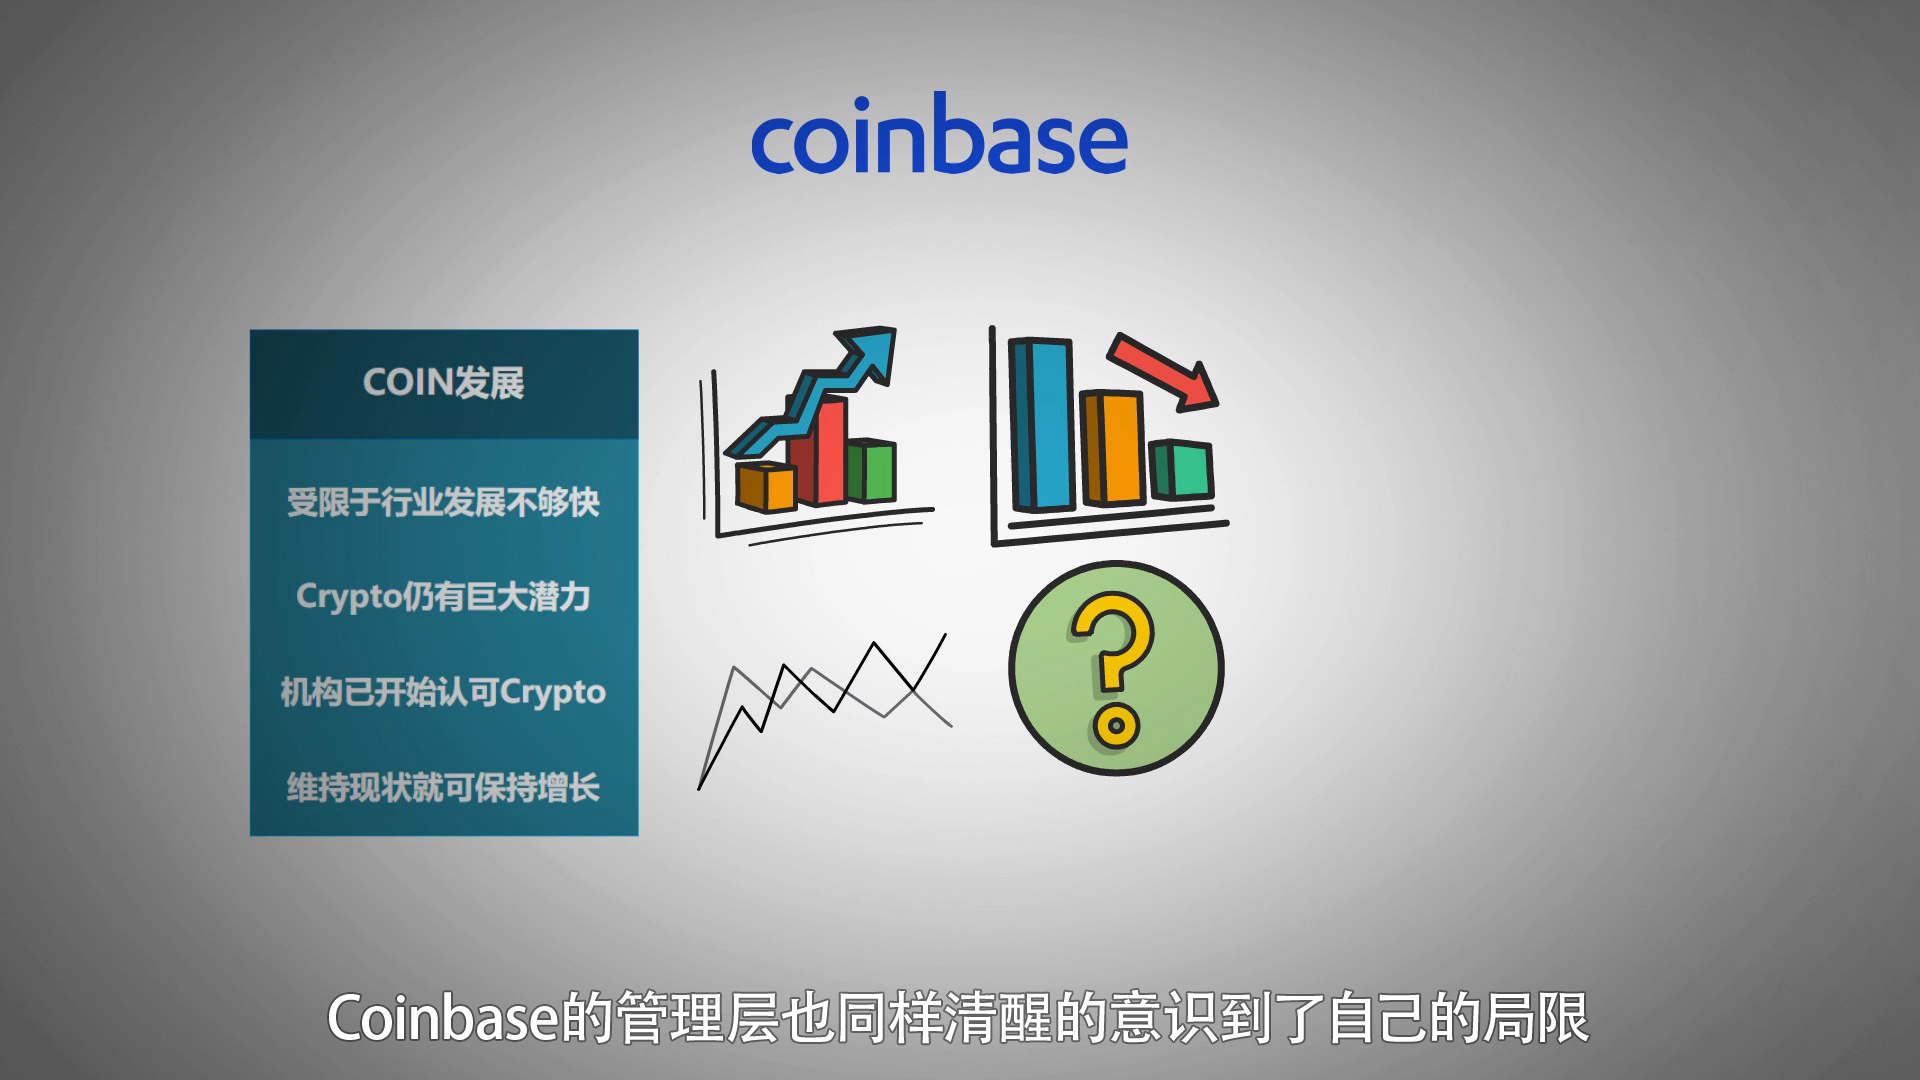 coinbase
COIN发展
受限于行业发展不够快
Crypto仍有巨大潜力
机构已开始认可Crypto
维持现状就可保持增长
?
Coinbase的管理层也同样清醒的意识到了自己的局限